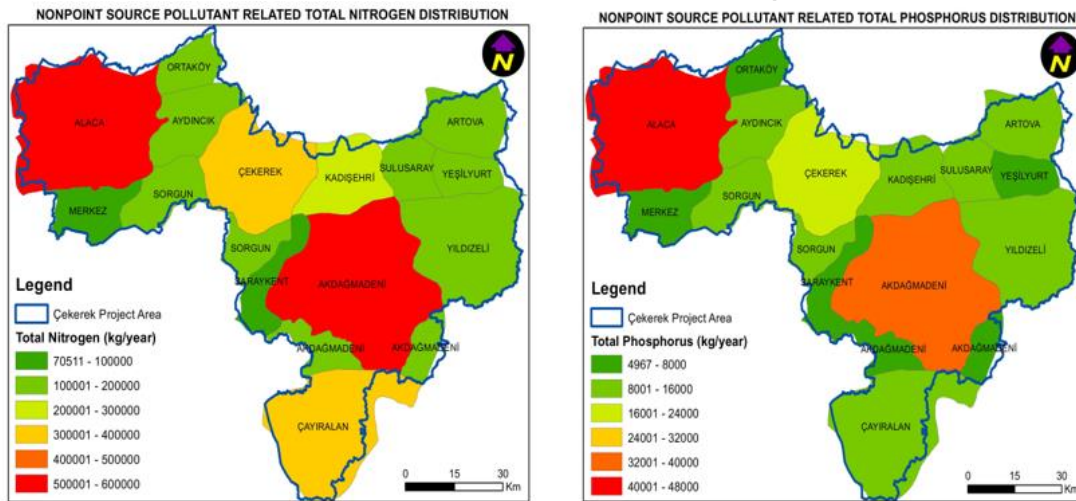 NONPOINT SOURCE POLLUTANT RELATED TOTAL NITROGEN DISTRIBUTION
N
ORTAKÖY
ALACA
AYDINCIK
ARTOVA
ÇEKEREK
SULUSARAY
KADIŞEHRİ
YEŞİLYURT
SORGUN
MERKEZ
SORGUN
YILDIZELİ
SARAYKENT
AKDAĞMADENİ
AKDAĞMADENİ
AKDAĞMADENİ
ÇAYIRALAN
Legend
Çekerek Project Area
Total Nitrogen (kg/year)
70511 - 100000
100001 - 200000
200001 - 300000
300001 - 400000
400001 - 500000
500001 - 600000
0 15 30
Km
NONPOINT SOURCE POLLUTANT RELATED TOTAL PHOSPHORUS DISTRIBUTION
N
ORTAKÖY
ALACA
AYDINCIK
ARTOVA
ÇEKEREK
SULUSARAY
KADIŞEHRİ
YEŞİLYURT
SORGUN
MERKEZ
SORGUN
YILDIZELİ
SARAYKENT
AKDAĞMADENİ
AKDAĞMADENİ
AKDAĞMADENİ
ÇAYIRALAN
Legend
Çekerek Project Area
Total Phosphorus (kg/year)
4967 - 8000
8001 - 16000
16001 - 24000
24001 - 32000
32001 - 40000
40001 - 48000
0 15 30
Km